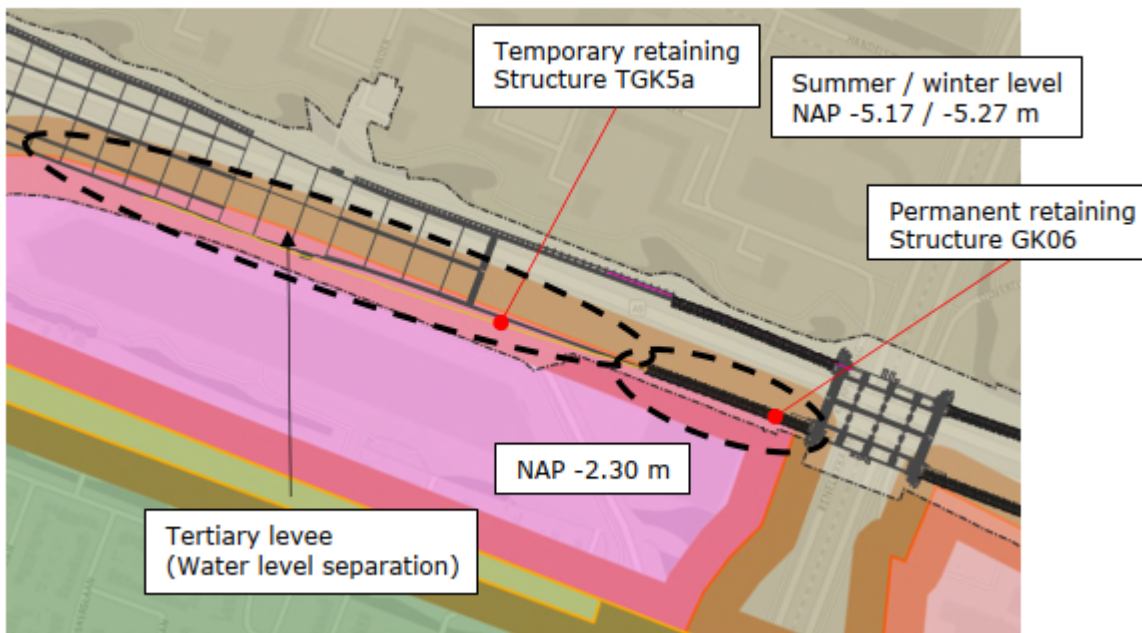 Temporary retaining
Structure TGK5a
Summer / winter level
NAP -5.17 / -5.27 m
Permanent retaining
Structure GK06
NAP -2.30 m
Tertiary levee
(Water level separation)